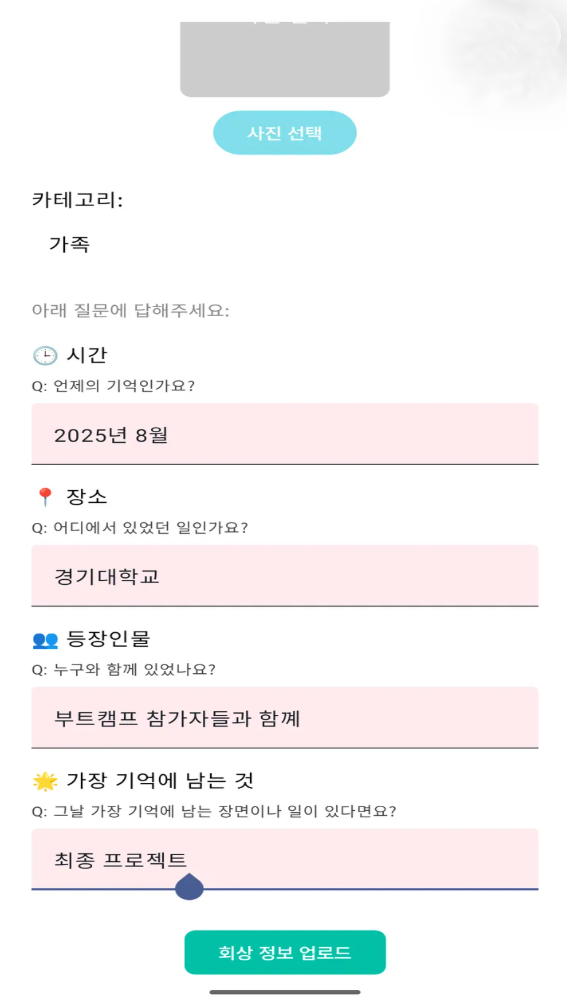 사진 선택
카테고리:
가족
아래 질문에 답해주세요:
시간
Q: 언제의 기억인가요?
2025년 8월
장소
Q: 어디에서 있었던 일인가요?
경기대학교
등장인물
Q: 누구와 함께 있었나요?
부트캠프 참가자들과 함꼐
가장 기억에 남는 것
Q: 그날 가장 기억에 남는 장면이나 일이 있다면요?
최종 프로젝트
회상 정보 업로드